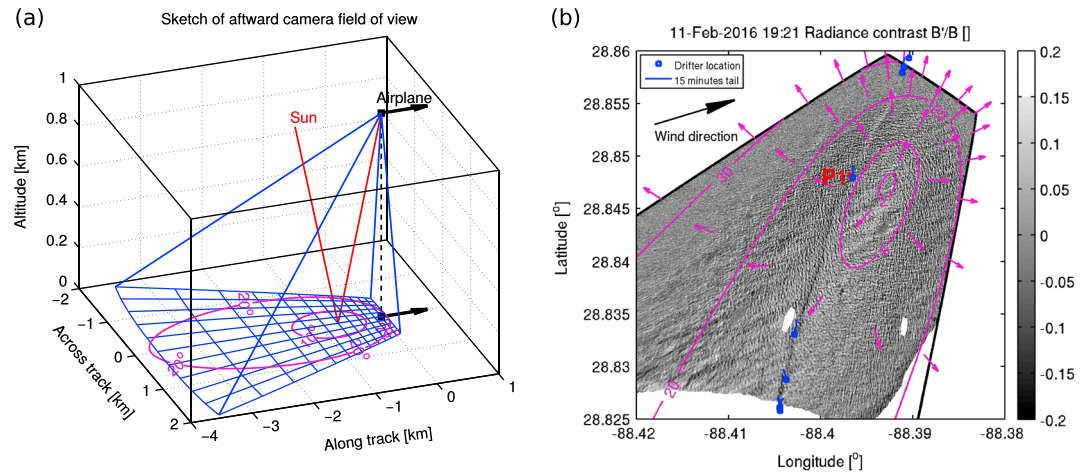 (a)
Sketch of aftward camera field of view
Airplane
Sun
Altitude [km]
1
0.8
0.6
0.4
0.2
0
−2
−1
0
1
2
Across track [km]
−4
−3
−2
−1
0
1
Along track [km]
20°
20°
(b)
11-Feb-2016 19:21 Radiance contrast B'/B []
Drifter location
15 minutes tail
Wind direction
P1
30
20
Latitude [°]
28.86
28.855
28.85
28.845
28.84
28.835
28.83
28.825
-88.42
-88.41
-88.4
-88.39
-88.38
Longitude [°]
0.2
0.15
0.1
0.05
0
-0.05
-0.1
-0.15
-0.2